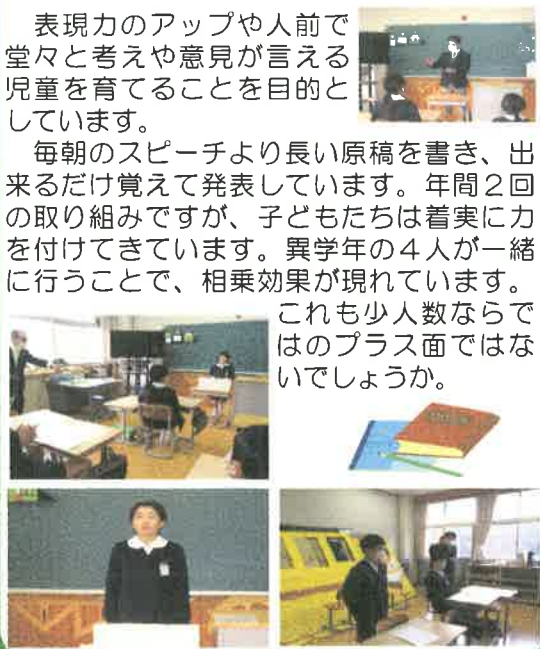 表現力のアップや人前で
堂々と考えや意見が言える
児童を育てることを目的と
しています。
毎朝のスピーチより長い原稿を書き、出
来るだけ覚えて発表しています。年間２回
の取り組みですが、子どもたちは着実に力
を付けてきています。異学年の４人が一緒
に行うことで、相乗効果が現れています。
これも少人数ならで
はのプラス面ではな
いでしょうか。